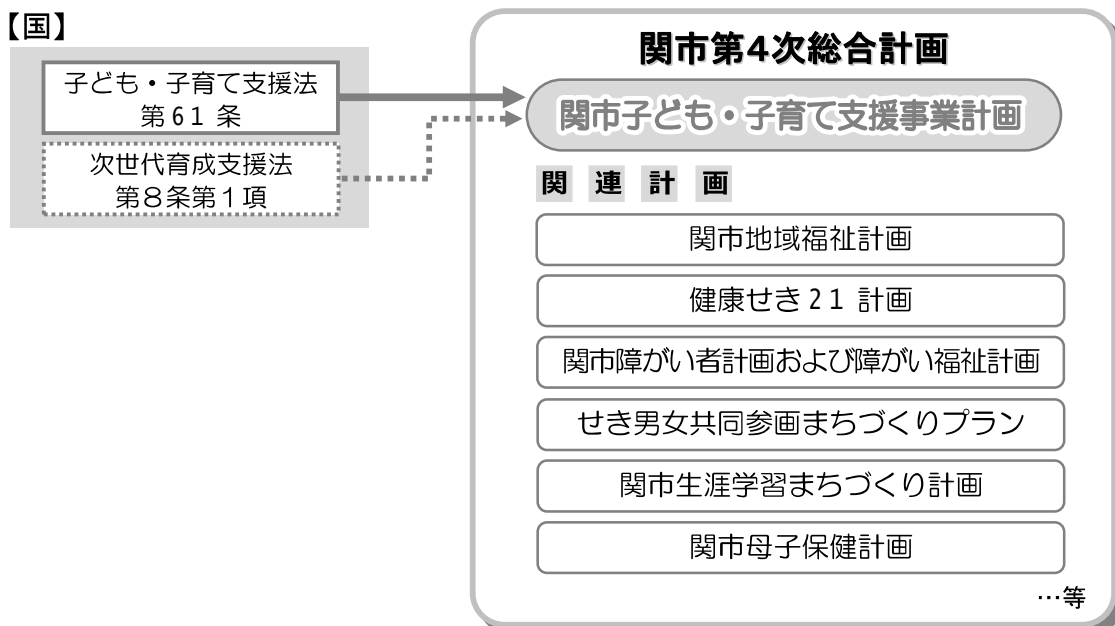 【国】
子ども・子育て支援法
第61条
次世代育成支援法
第8条第1項
関市第4次総合計画
関市子ども・子育て支援事業計画
関連計画
関市地域福祉計画
健康せき21計画
関市障がい者計画および障がい福祉計画
せき男女共同参画まちづくりプラン
関市生涯学習まちづくり計画
関市母子保健計画
…等